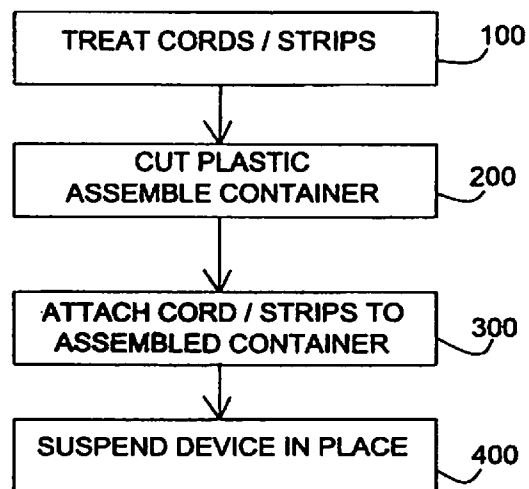 TREAT CORDS / STRIPS
100
CUT PLASTIC
ASSEMBLE CONTAINER
200
ATTACH CORD / STRIPS TO
ASSEMBLED CONTAINER
300
SUSPEND DEVICE IN PLACE
400